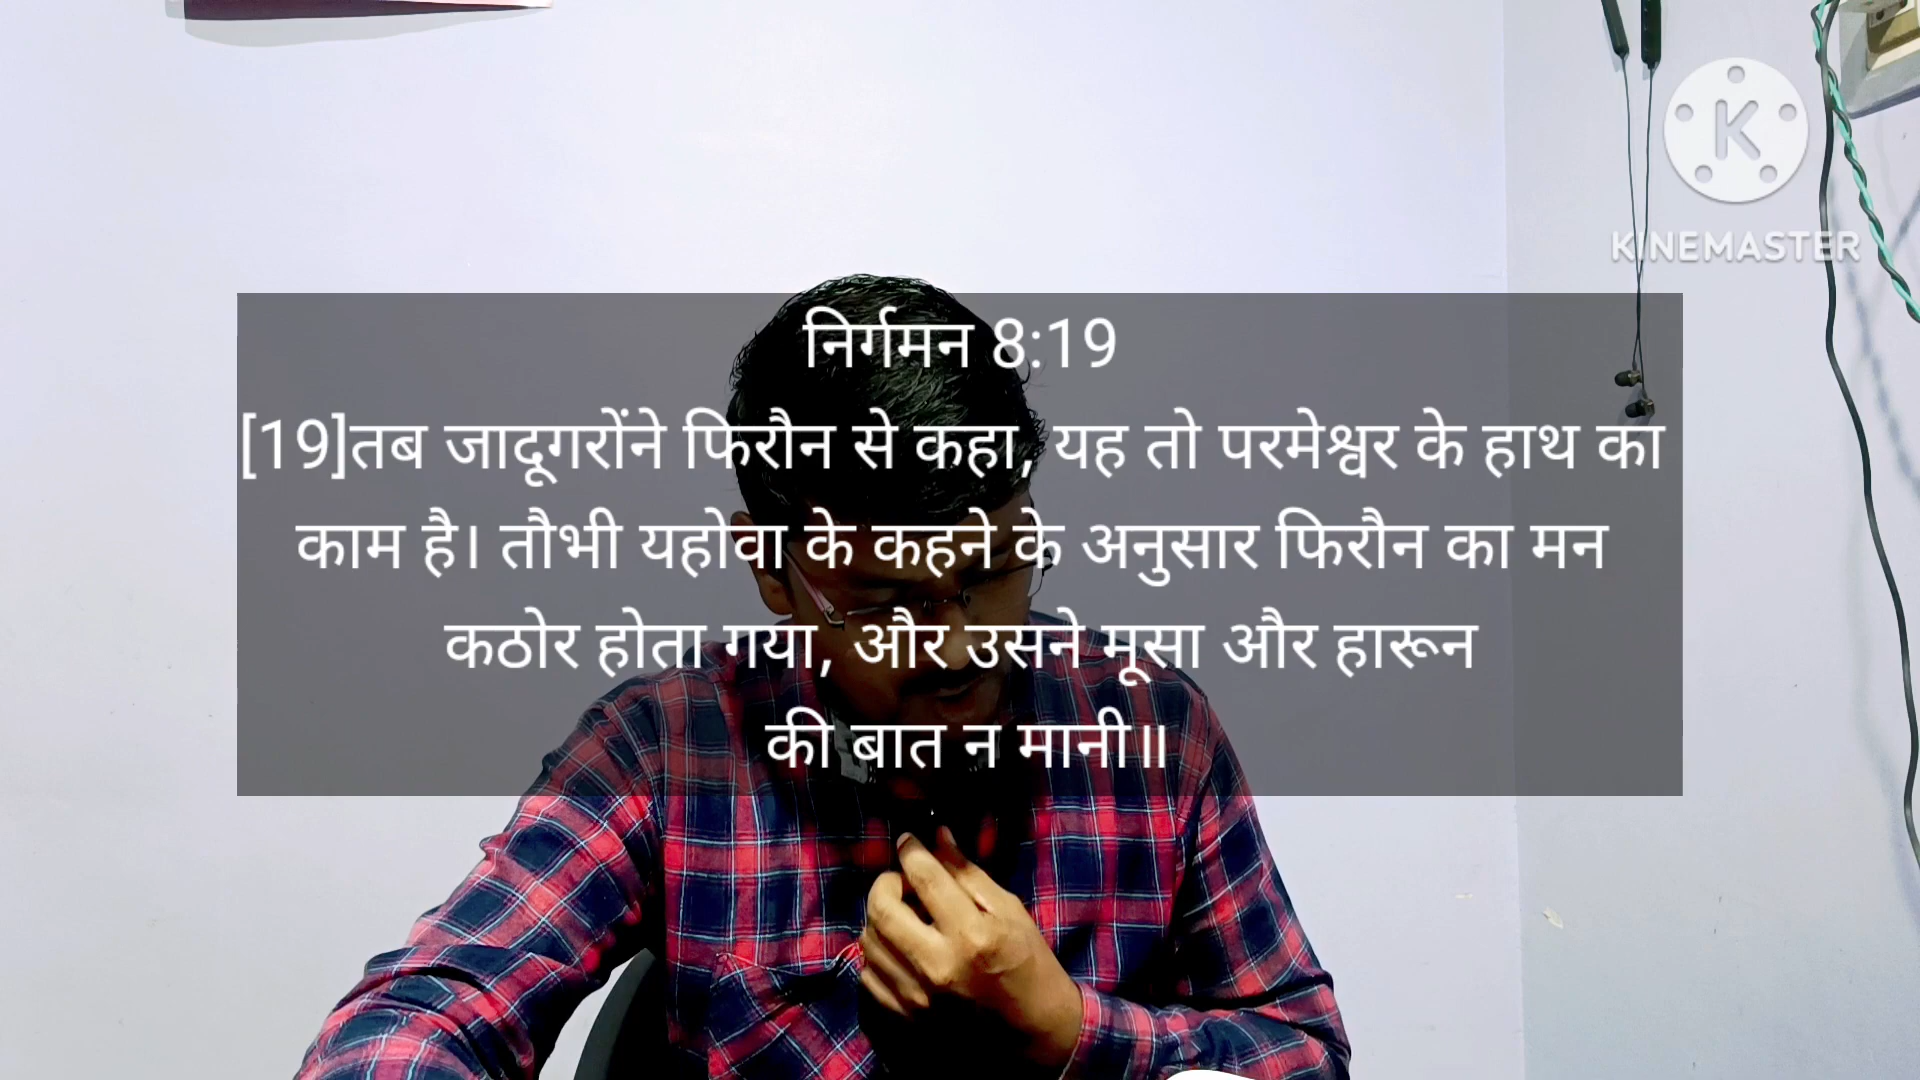 K
KINEMASTER
निर्गमन 8:19
[19]तब जादूगरोंने फिरौन से कहा, यह तो परमेश्वर के हाथ का
काम है। तौभी यहोवा के कहने के अनुसार फिरौन का मन
कठोर होता गया, और उसने मूसा और हारून
की बात न मानी॥